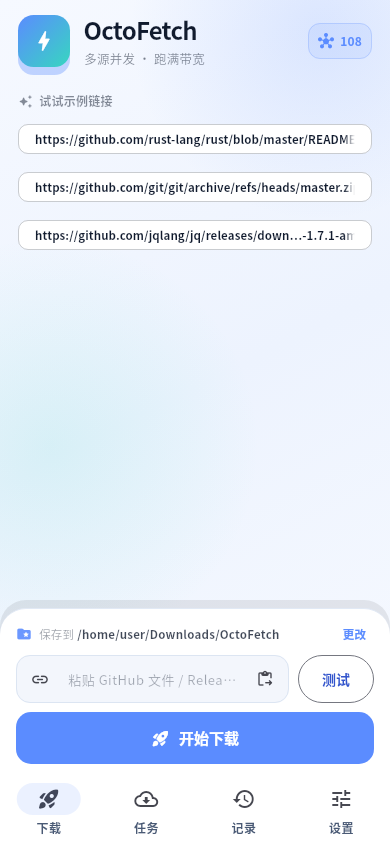 OctoFetch
多源并发 · 跑满带宽
108
试试示例链接
https://github.com/rust-lang/rust/blob/master/README
https://github.com/git/git/archive/refs/heads/master.zi
https://github.com/jqlang/jq/releases/down…-1.7.1-am
保存到 /home/user/Downloads/OctoFetch
更改
粘贴 GitHub 文件 / Relea…
测试
开始下载
下载
任务
记录
设置